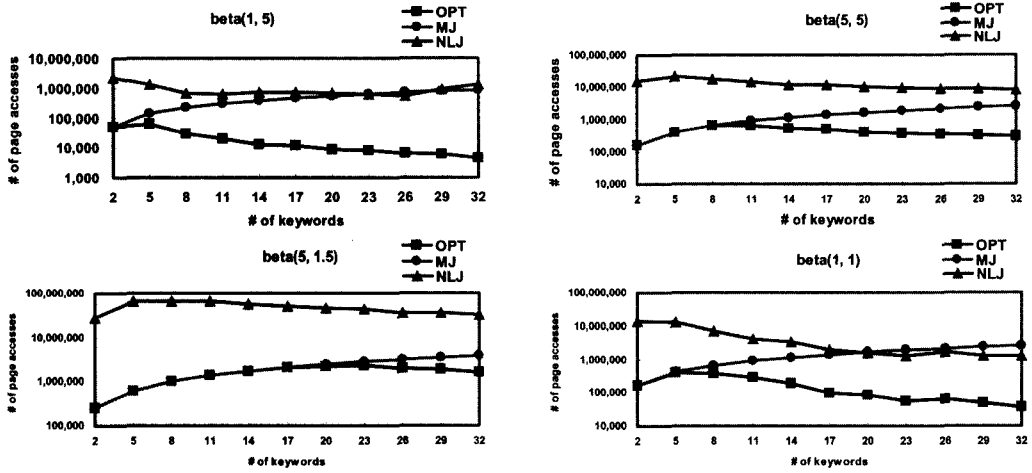 beta(1, 5)
OPT
MJ
NLJ
# of page accesses
10,000,000
1,000,000
100,000
10,000
1,000
2 5 8 11 14 17 20 23 26 29 32
# of keywords
beta(5, 5)
OPT
MJ
NLJ
# of page accesses
100,000,000
10,000,000
1,000,000
100,000
10,000
2 5 8 11 14 17 20 23 26 29 32
# of keywords
beta(5, 1.5)
OPT
MJ
NLJ
# of page accesses
100,000,000
10,000,000
1,000,000
100,000
2 5 8 11 14 17 20 23 26 29 32
# of keywords
beta(1, 1)
OPT
MJ
NLJ
# of page accesses
100,000,000
10,000,000
1,000,000
100,000
10,000
2 5 8 11 14 17 20 23 26 29 32
# of keywords